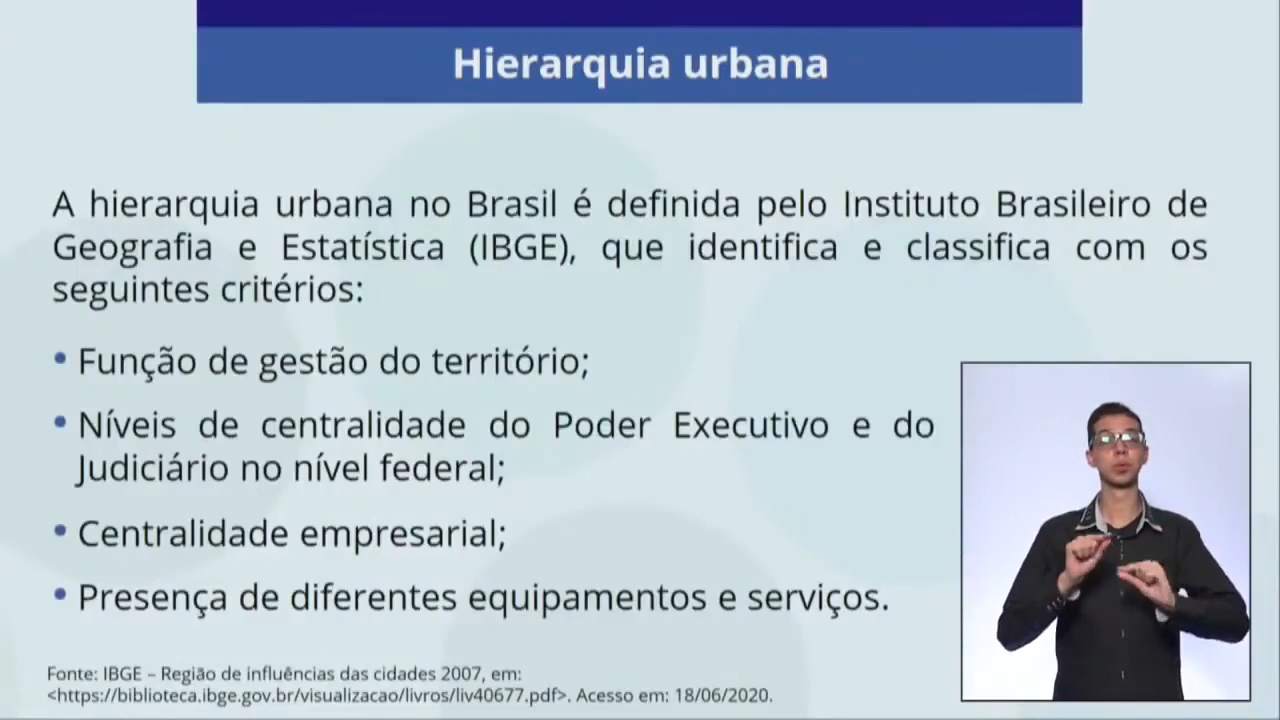 Hierarquia urbana
A hierarquia urbana no Brasil é definida pelo Instituto Brasileiro de
Geografia e Estatística (IBGE), que identifica e classifica com os
seguintes critérios:
• Função de gestão do território;
• Níveis de centralidade do Poder Executivo e do
Judiciário no nível federal;
• Centralidade empresarial;
• Presença de diferentes equipamentos e serviços.
Fonte: IBGE – Região de influências das cidades 2007, em:
<https://biblioteca.ibge.gov.br/visualizacao/livros/liv40677.pdf>. Acesso em: 18/06/2020.